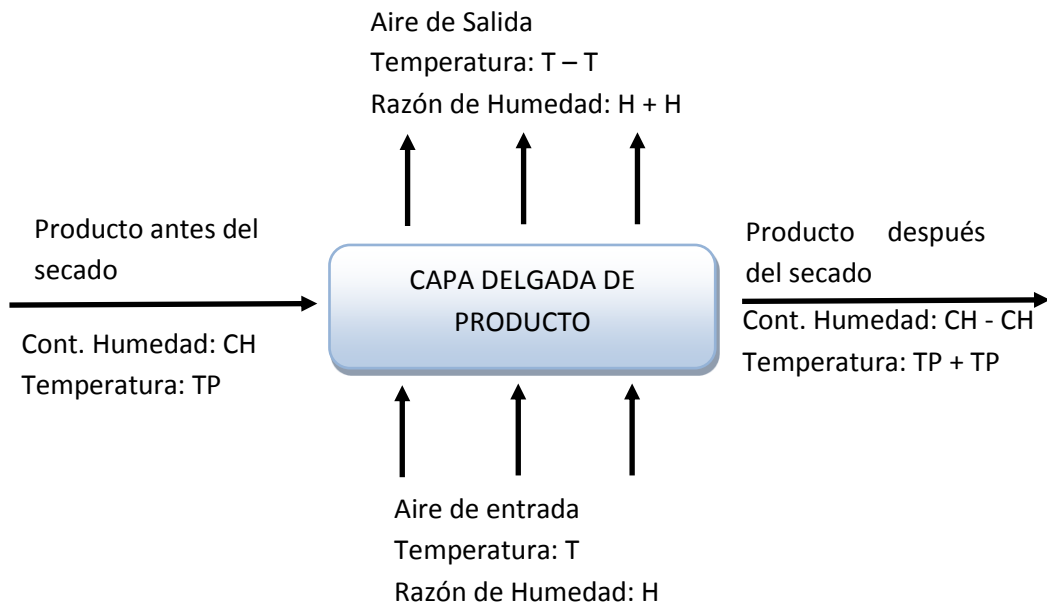 Aire de Salida
Temperatura: T – T
Razón de Humedad: H + H
Producto antes del
secado
Cont. Humedad: CH
Temperatura: TP
CAPA DELGADA DE
PRODUCTO
Producto después
del secado
Cont. Humedad: CH - CH
Temperatura: TP + TP
Aire de entrada
Temperatura: T
Razón de Humedad: H